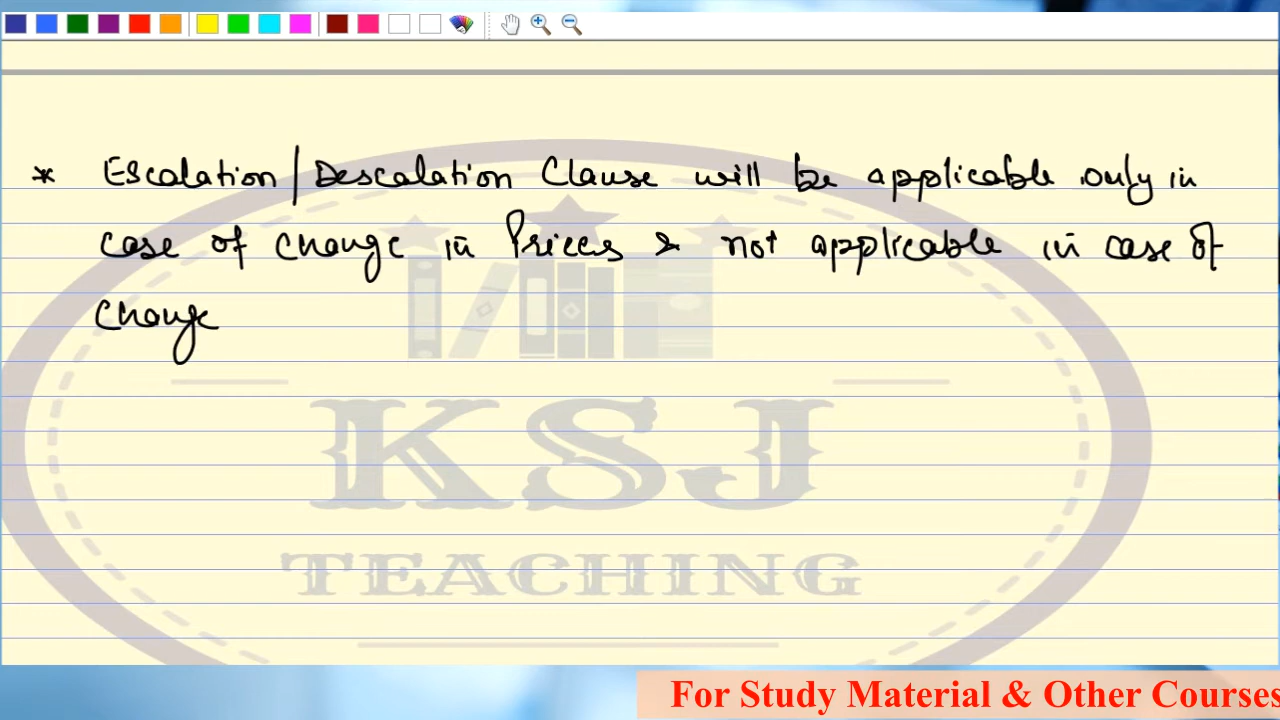 * Escalation/Descalation Clause will be applicable only in
case of change in Prices & not applicable in case of
change
KSJ
TEACHING
For Study Material & Other Courses